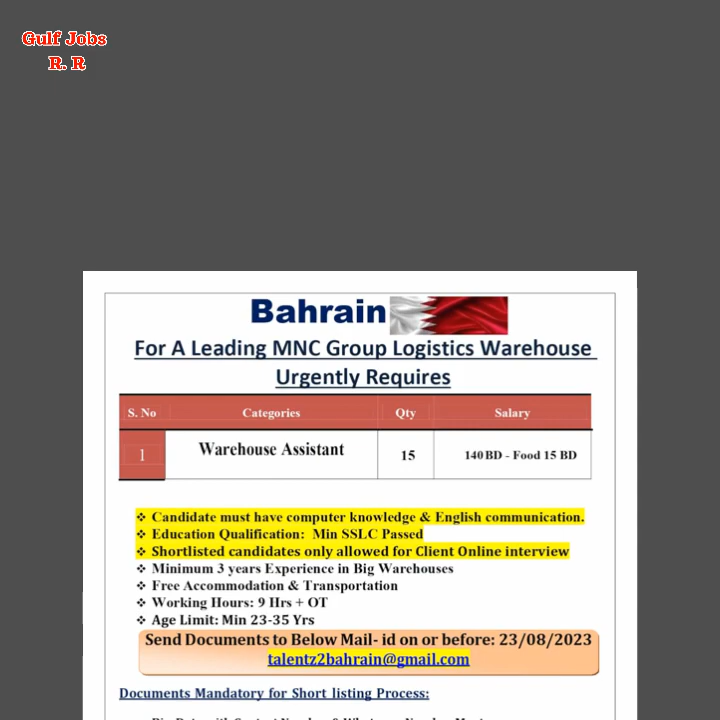 Gulf Jobs
R. R
Bahrain
For A Leading MNC Group Logistics Warehouse
Urgently Requires
S. No Categories Qty Salary
1 Warehouse Assistant 15 140 BD - Food 15 BD
❖ Candidate must have computer knowledge & English communication.
❖ Education Qualification: Min SSLC Passed
❖ Shortlisted candidates only allowed for Client Online interview
❖ Minimum 3 years Experience in Big Warehouses
❖ Free Accommodation & Transportation
❖ Working Hours: 9 Hrs + OT
❖ Age Limit: Min 23-35 Yrs
Send Documents to Below Mail- id on or before: 23/08/2023
talentz2bahrain@gmail.com
Documents Mandatory for Short listing Process: